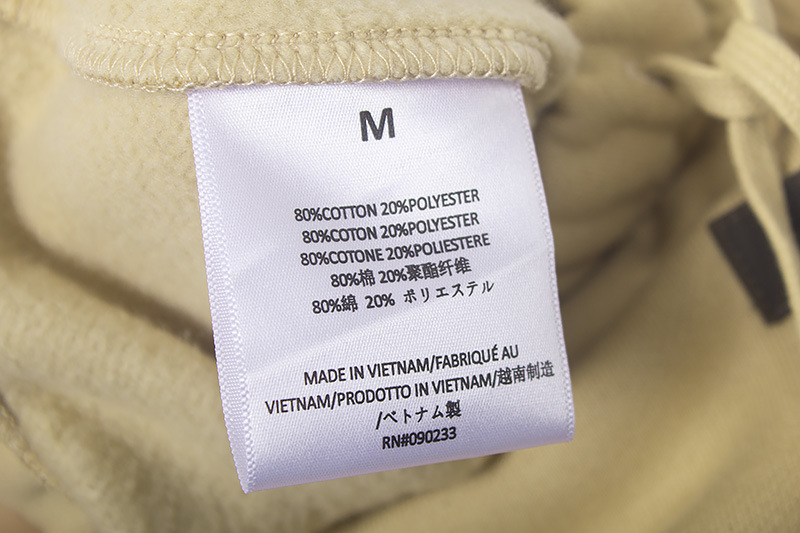 M
80%COTTON 20%POLYESTER
80%COTON 20%POLYESTER
80%COTONE 20%POLIESTERE
80%棉 20%聚酯纤维
80%綿 20% ポリエステル
MADE IN VIETNAM/FABRIQUÉ AU
VIETNAM/PRODOTTO IN VIETNAM/越南制造
/ベトナム製
RN#090233